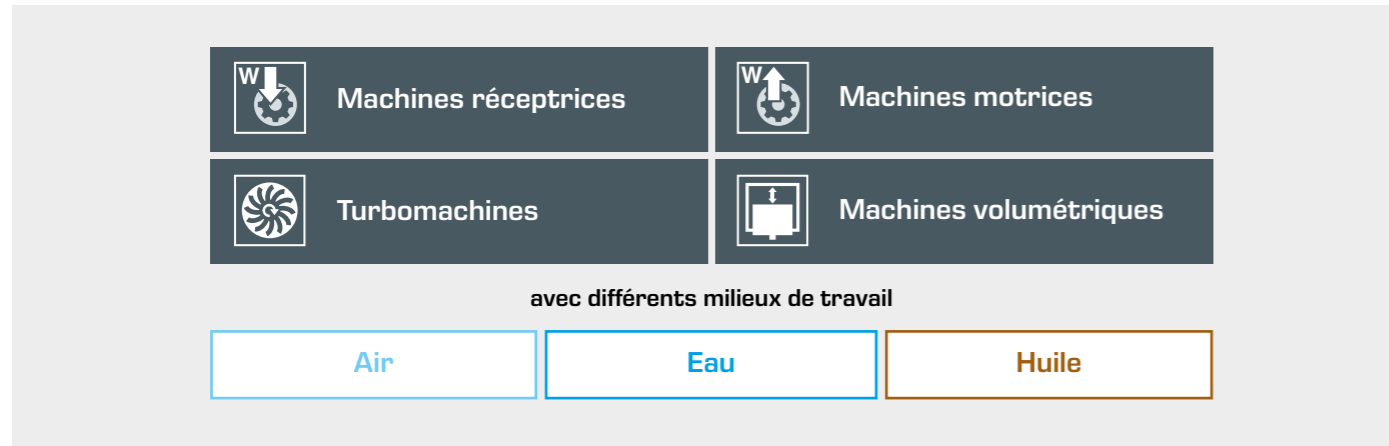 W
Machines réceptrices
W
Machines motrices
Turbomachines
Machines volumétriques
avec différents milieux de travail
Air
Eau
Huile